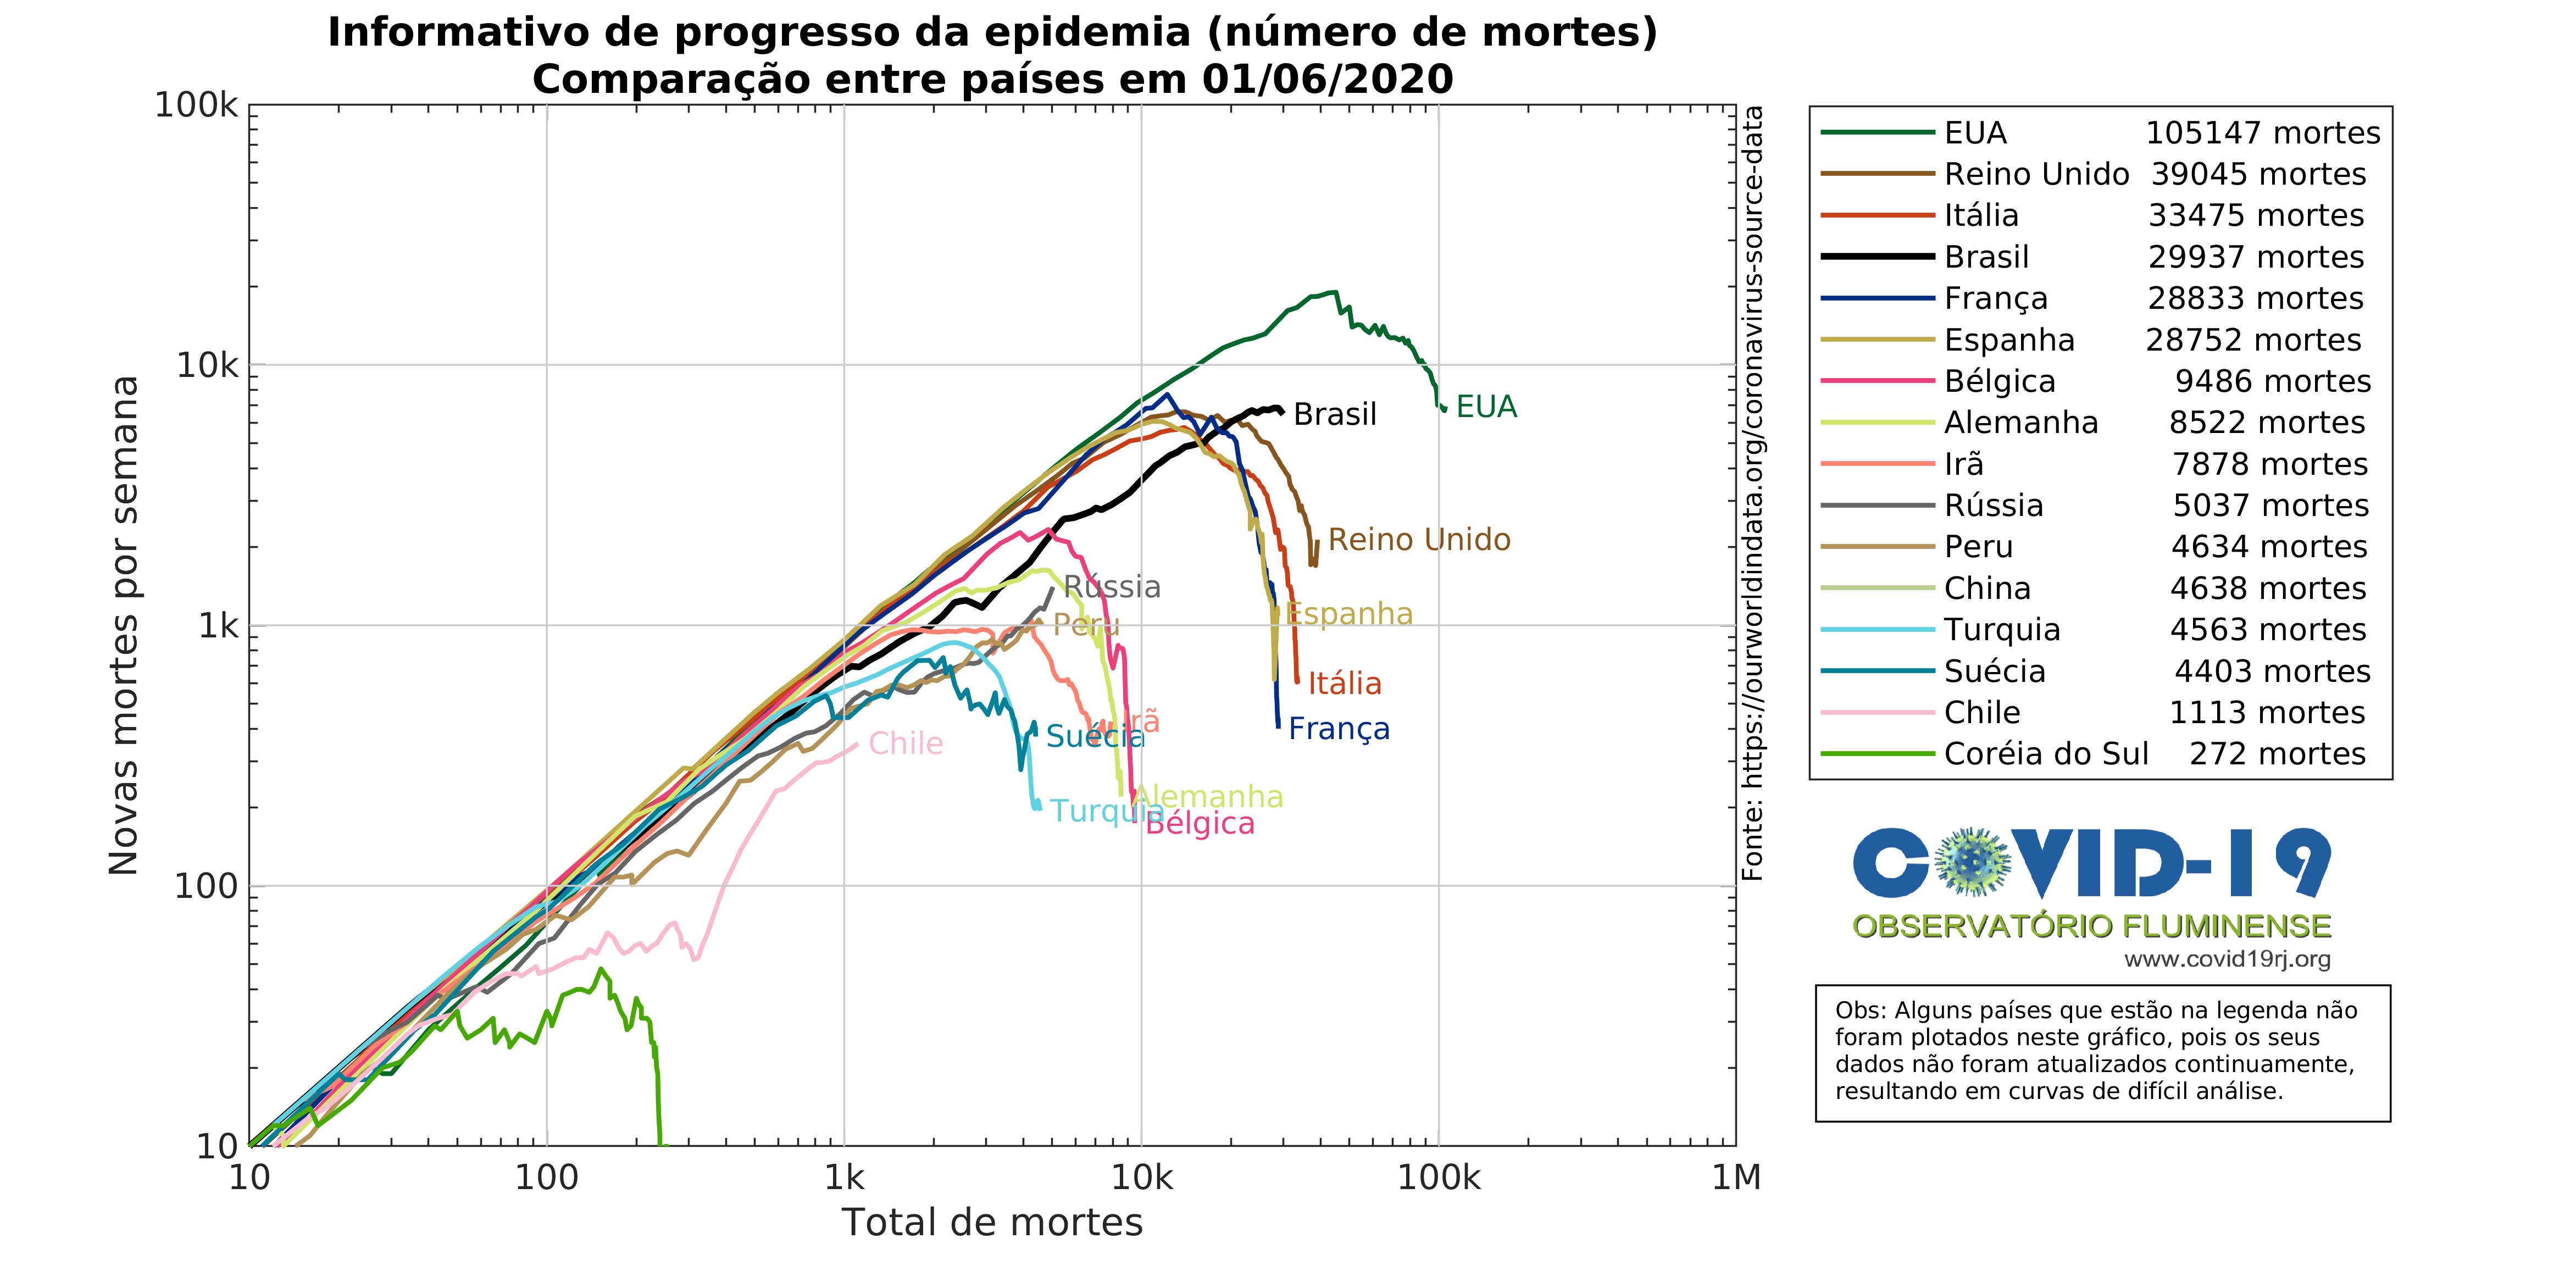 Informativo de progresso da epidemia (número de mortes)
Comparação entre países em 01/06/2020
100k
10k
1k
100
10
Novas mortes por semana
10 100 1k 10k 100k 1M
Total de mortes
EUA
Brasil
Reino Unido
Rússia
Espanha
Peru
Itália
Irã
França
Suécia
Chile
Alemanha
Turquia
Bélgica
Fonte: https://ourworldindata.org/coronavirus-source-data
EUA 105147 mortes
Reino Unido 39045 mortes
Itália 33475 mortes
Brasil 29937 mortes
França 28833 mortes
Espanha 28752 mortes
Bélgica 9486 mortes
Alemanha 8522 mortes
Irã 7878 mortes
Rússia 5037 mortes
Peru 4634 mortes
China 4638 mortes
Turquia 4563 mortes
Suécia 4403 mortes
Chile 1113 mortes
Coréia do Sul 272 mortes
COVID-19
OBSERVATÓRIO FLUMINENSE
www.covid19rj.org
Obs: Alguns países que estão na legenda não
foram plotados neste gráfico, pois os seus
dados não foram atualizados continuamente,
resultando em curvas de difícil análise.